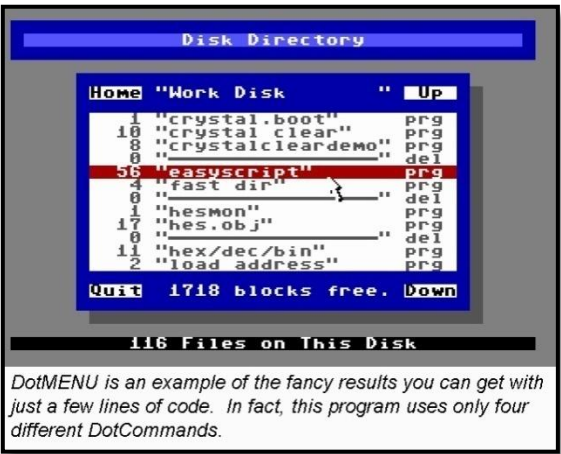 Disk Directory
Home "Work Disk " Up
1 "crystal.boot" prg
10 "crystal clear" prg
8 "crystalcleardemo" prg
0 "————————————————" del
56 "easyscript" prg
4 "fast dir" prg
0 "————————————————" del
1 "hesmon" prg
17 "hes.obj" prg
0 "————————————————" del
11 "hex/dec/bin" prg
2 "load address" prg
Quit 1718 blocks free. Down
116 Files on This Disk
DotMENU is an example of the fancy results you can get with
just a few lines of code. In fact, this program uses only four
different DotCommands.